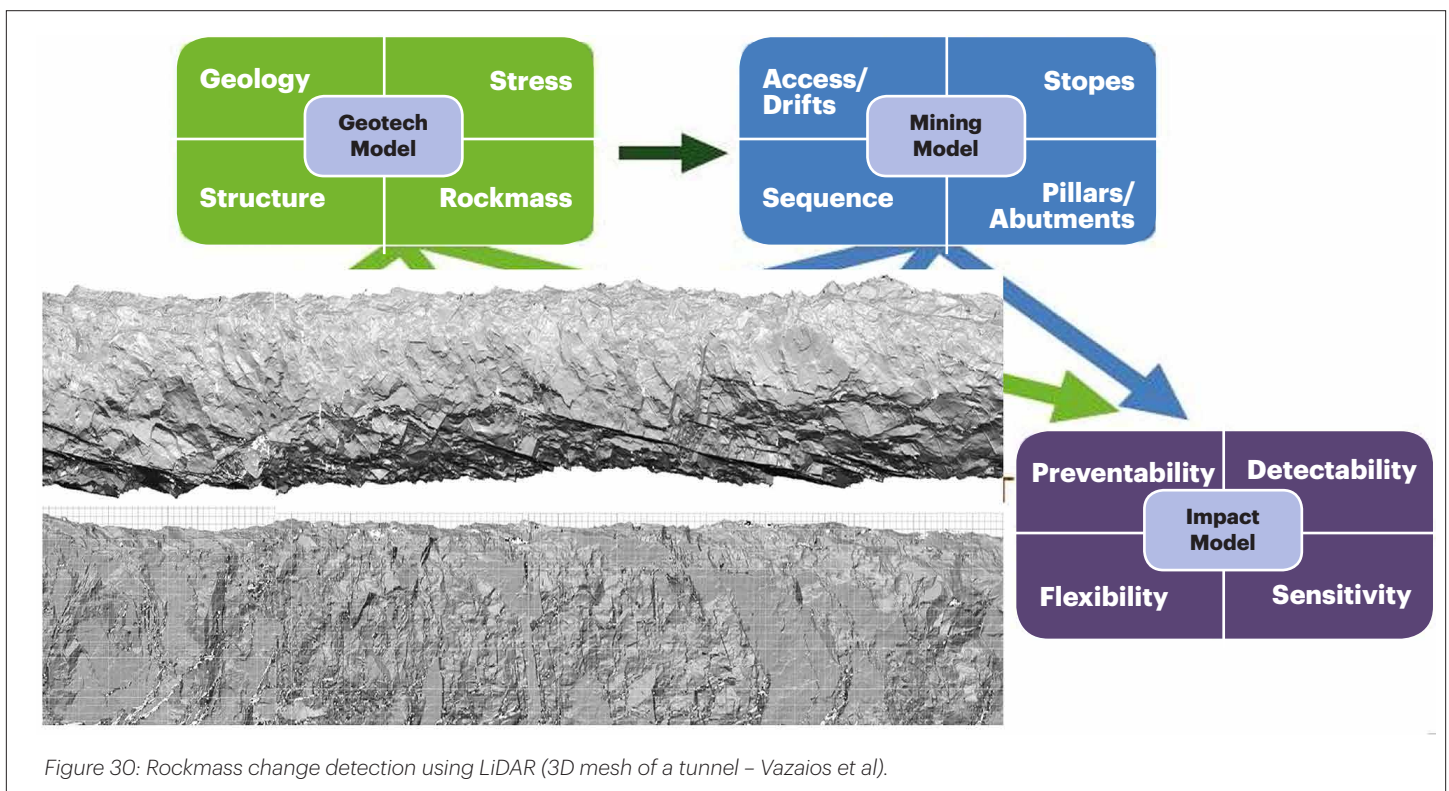 Geology
Stress
Geotech
Model
Structure
Rockmass
Access/
Drifts
Stopes
Mining
Model
Sequence
Pillars/
Abutments
Preventability
Detectability
Impact
Model
Flexibility
Sensitivity
Figure 30: Rockmass change detection using LiDAR (3D mesh of a tunnel – Vazaios et al).